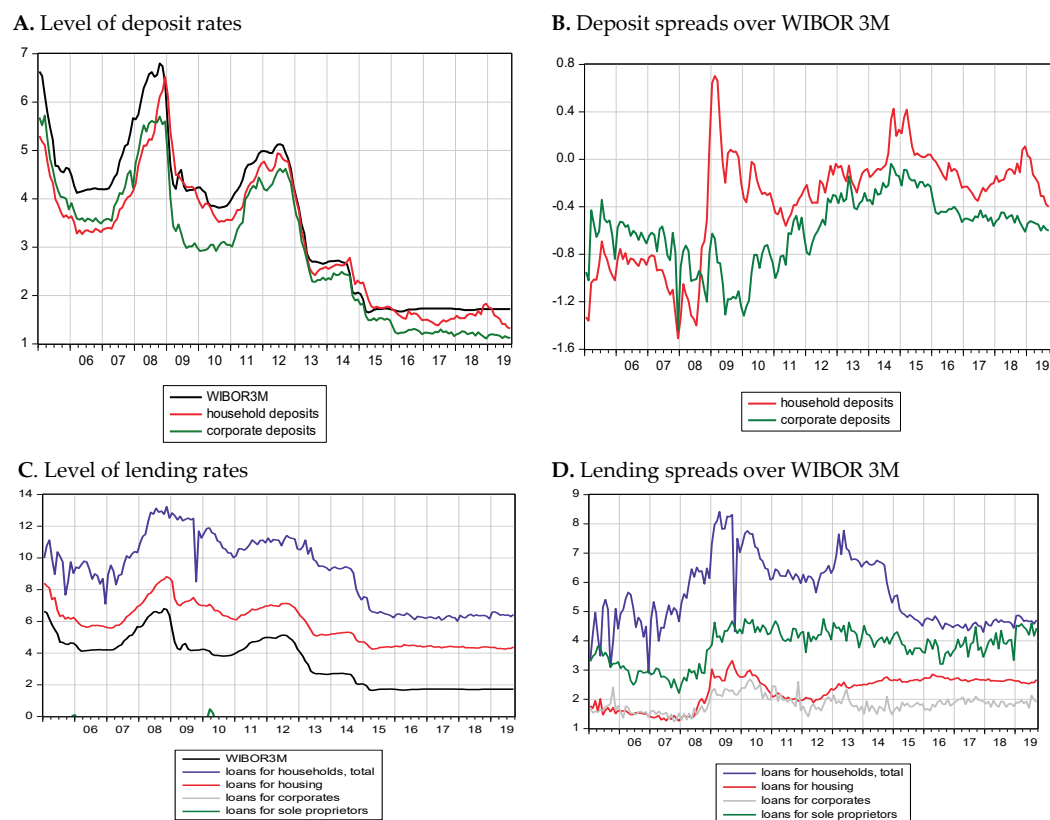 A. Level of deposit rates
7
6
5
4
3
2
1
06 07 08 09 10 11 12 13 14 15 16 17 18 19
WIBOR3M
household deposits
corporate deposits
B. Deposit spreads over WIBOR 3M
0.8
0.4
0.0
-0.4
-0.8
-1.2
-1.6
06 07 08 09 10 11 12 13 14 15 16 17 18 19
household deposits
corporate deposits
C. Level of lending rates
14
12
10
8
6
4
2
0
06 07 08 09 10 11 12 13 14 15 16 17 18 19
WIBOR3M
loans for households, total
loans for housing
loans for corporates
loans for sole proprietors
D. Lending spreads over WIBOR 3M
9
8
7
6
5
4
3
2
1
06 07 08 09 10 11 12 13 14 15 16 17 18 19
loans for households, total
loans for housing
loans for corporates
loans for sole proprietors